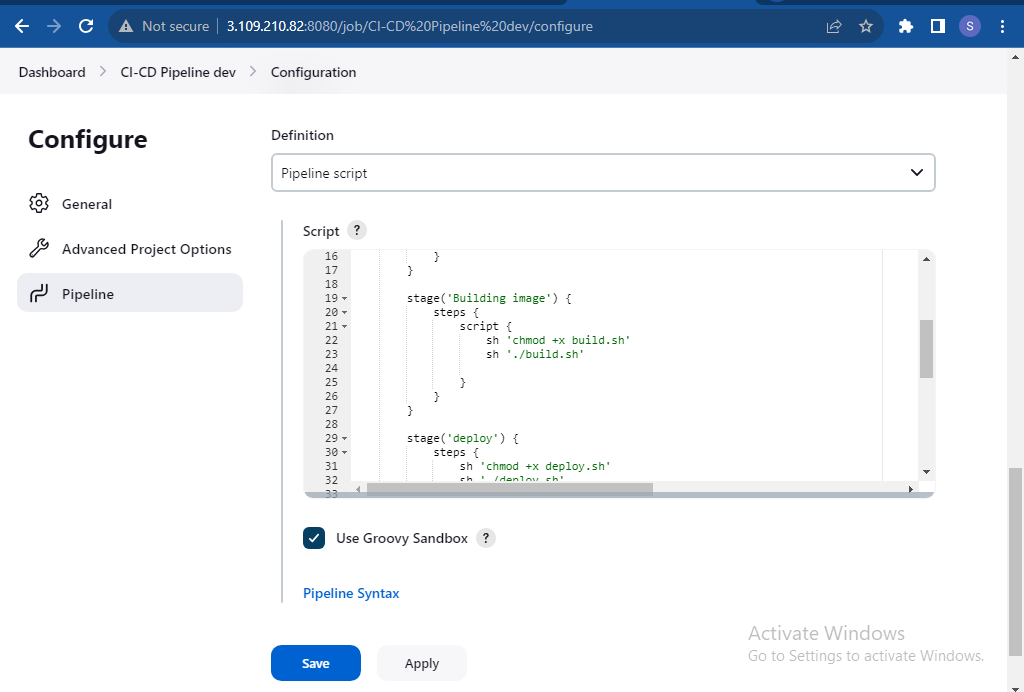 Not secure | 3.109.210.82:8080/job/CI-CD%20Pipeline%20dev/configure
S
Dashboard > CI-CD Pipeline dev > Configuration
Configure
General
Advanced Project Options
Pipeline
Definition
Pipeline script
Script ?
16 }
17 }
18
19 stage('Building image') {
20 steps {
21 script {
22 sh 'chmod +x build.sh'
23 sh './build.sh'
24
25 }
26 }
27 }
28
29 stage('deploy') {
30 steps {
31 sh 'chmod +x deploy.sh'
32 sh './deploy.sh'
33
Use Groovy Sandbox ?
Pipeline Syntax
Save Apply
Activate Windows
Go to Settings to activate Windows.